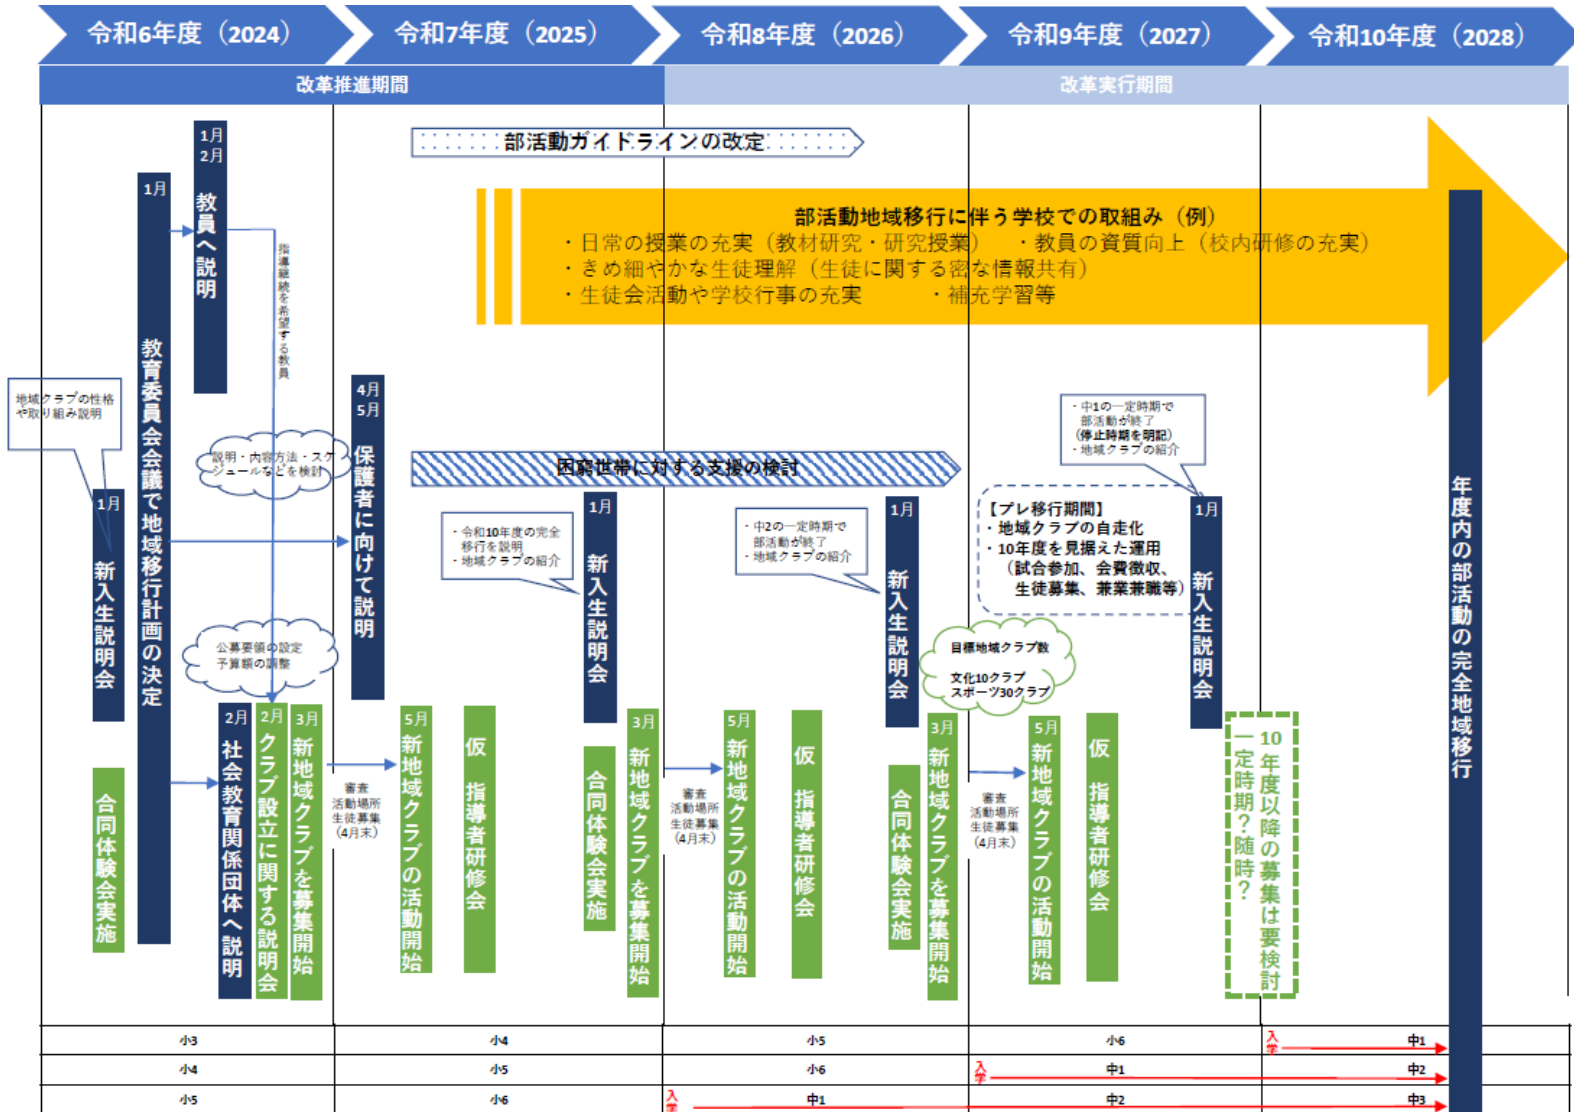 令和6年度（2024）
令和7年度（2025）
令和8年度（2026）
令和9年度（2027）
令和10年度（2028）
改革推進期間
改革実行期間
部活動ガイドラインの改定
部活動地域移行に伴う学校での取組み（例）
・日常の授業の充実（教材研究・研究授業）　・教員の資質向上（校内研修の充実）
・きめ細やかな生徒理解（生徒に関する密な情報共有）
・生徒会活動や学校行事の充実　・補充学習等
1月
2月
教員へ説明
1月
教育委員会会議で地域移行計画の決定
指導継続を希望する教員
地域クラブの性格
や取り組み説明
1月
新入生説明会
説明・内容方法・スケ
ジュールなどを検討
4月
5月
保護者に向けて説明
困窮世帯に対する支援の検討
・令和10年度の完全
移行を説明
・地域クラブの紹介
1月
新入生説明会
・中2の一定時期で
部活動が終了
・地域クラブの紹介
1月
新入生説明会
・中1の一定時期で
部活動が終了
（停止時期を明記）
・地域クラブの紹介
【プレ移行期間】
・地域クラブの自走化
・10年度を見据えた運用
（試合参加、会費徴収、
生徒募集、兼業兼職等）
1月
新入生説明会
年度内の部活動の完全地域移行
公募要領の設定
予算額の調整
目標地域クラブ数
文化10クラブ
スポーツ30クラブ
合同体験会実施
2月
社会教育関係団体へ説明
2月
クラブ設立に関する説明会
3月
新地域クラブを募集開始
審査
活動場所
生徒募集
（4月末）
5月
新地域クラブの活動開始
仮　指導者研修会
合同体験会実施
3月
新地域クラブを募集開始
審査
活動場所
生徒募集
（4月末）
5月
新地域クラブの活動開始
仮　指導者研修会
合同体験会実施
3月
新地域クラブを募集開始
審査
活動場所
生徒募集
（4月末）
5月
新地域クラブの活動開始
仮　指導者研修会
10年度以降の募集は要検討
一定時期？随時？
小3
小4
小5
小6
入学
中1
小4
小5
小6
入学
中1
中2
小5
小6
入学
中1
中2
中3